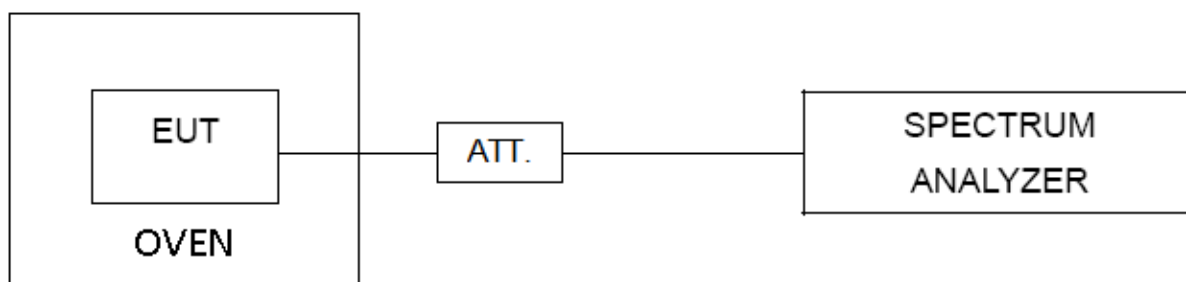 EUT
OVEN
ATT.
SPECTRUM
ANALYZER